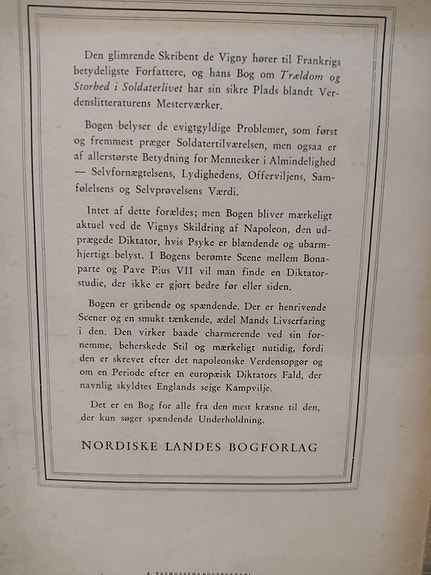 Den glimrende Skribent de Vigny hører til Frankrigs
betydeligste Forfattere, og hans Bog om Trældom og
Storhed i Soldaterlivet har sin sikre Plads blandt Ver-
denslitteraturens Mesterværker.
Bogen belyser de evigtgyldige Problemer, som først
og fremmest præger Soldatertilværelsen, men ogsaa er
af allerstørste Betydning for Mennesker i Almindelighed
— Selvfornægtelsens, Lydighedens, Offerviljens, Sam-
følelsens og Selvprøvelsens Værdi.
Intet af dette forældes; men Bogen bliver mærkeligt
aktuel ved de Vignys Skildring af Napoleon, den ud-
prægede Diktator, hvis Psyke er blændende og ubarm-
hjertigt belyst. I Bogens berømte Scene mellem Bona-
parte og Pave Pius VII vil man finde en Diktator-
studie, der ikke er gjort bedre før eller siden.
Bogen er gribende og spændende. Der er henrivende
Scener og en smukt tænkende, ædel Mands Livserfaring
i den. Den virker baade charmerende ved sin for-
nemme, beherskede Stil og mærkeligt nutidig, fordi
den er skrevet efter det napoleonske Verdensopgør og
om en Periode efter en europæisk Diktators Fald, der
navnlig skyldtes Englands sejge Kampvilje.
Det er en Bog for alle fra den mest kræsne til den,
der kun søger spændende Underholdning.
NORDISKE LANDES BOGFORLAG